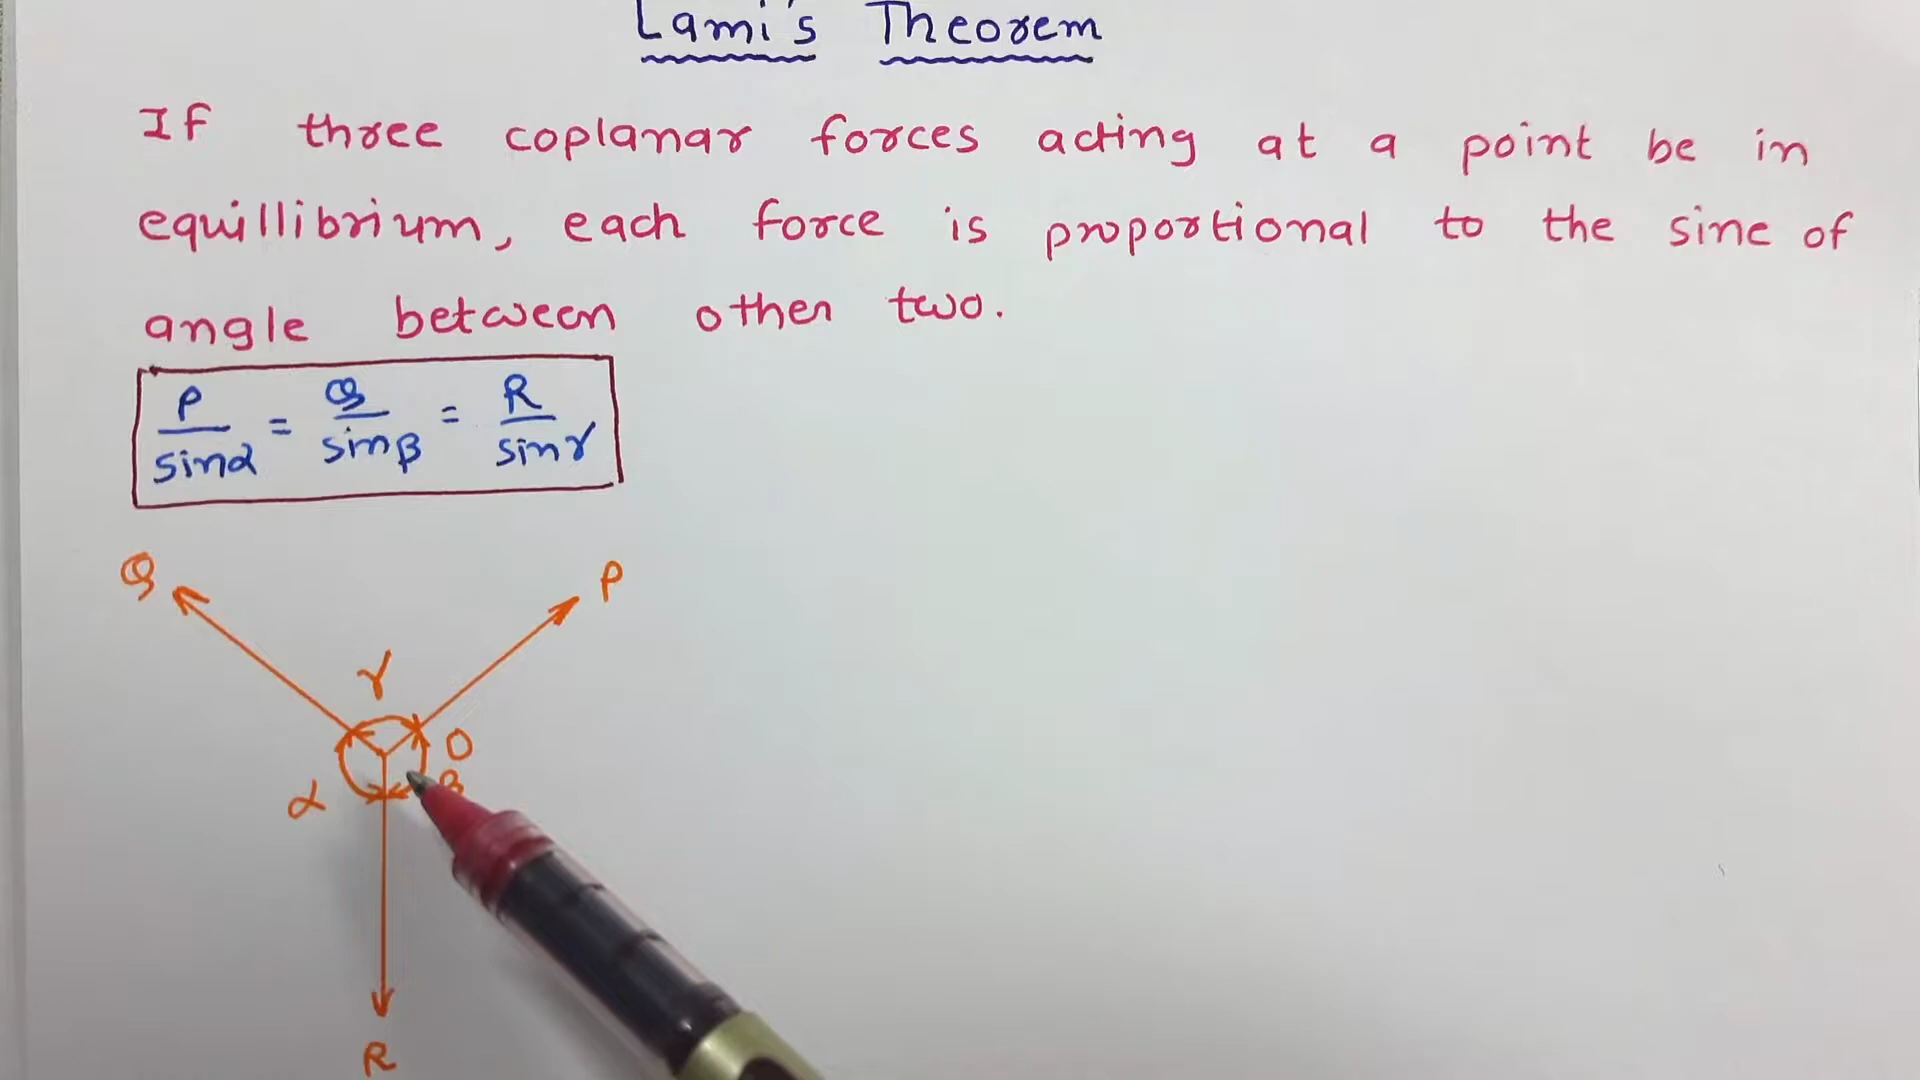 Lami's Theorem
If three coplanar forces acting at a point be in
equillibrium, each force is proportional to the sine of
angle between other two.
P/sinα = Q/sinβ = R/sinγ
Q
P
γ
O
α
β
R